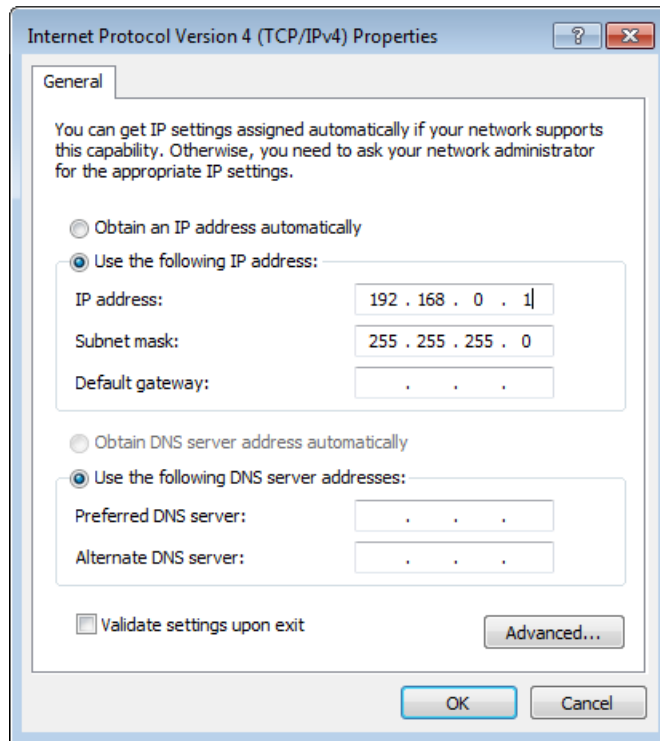 Internet Protocol Version 4 (TCP/IPv4) Properties
General
You can get IP settings assigned automatically if your network supports
this capability. Otherwise, you need to ask your network administrator
for the appropriate IP settings.
Obtain an IP address automatically
Use the following IP address:
IP address: 192 . 168 . 0 . 1
Subnet mask: 255 . 255 . 255 . 0
Default gateway: . . .
Obtain DNS server address automatically
Use the following DNS server addresses:
Preferred DNS server: . . .
Alternate DNS server: . . .
Validate settings upon exit
Advanced...
OK Cancel